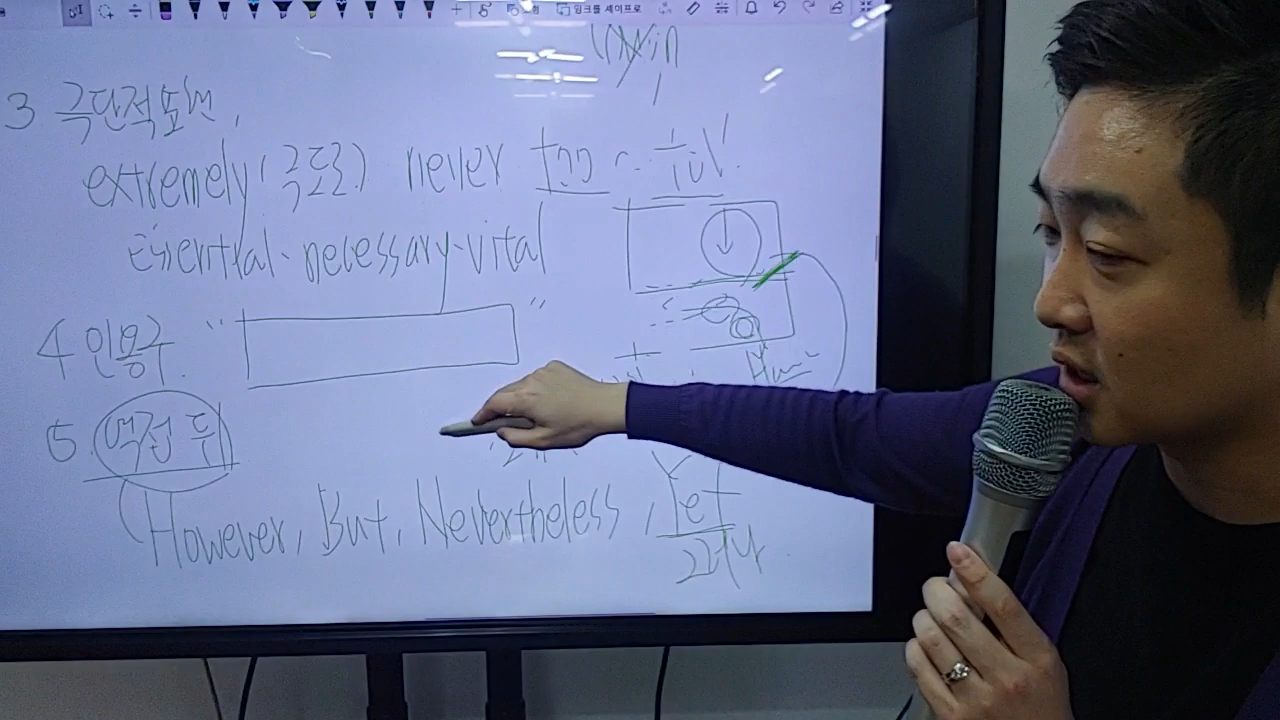 3 극단적 표현,
extremely (극도로) never too ~
Essential·necessary·vital
4 인용구. " "
5. 역접 뒤
However, But, Nevertheless, Yet
그러나